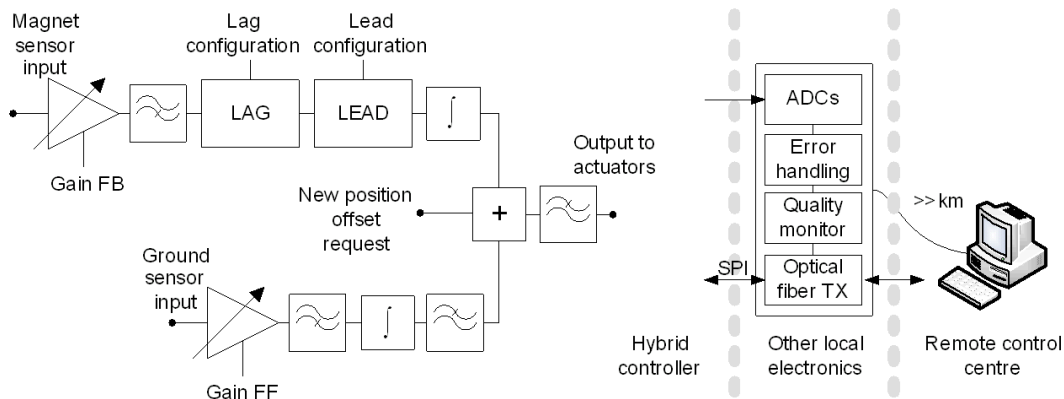 Magnet
sensor
input
Lag
configuration
Lead
configuration
LAG
LEAD
∫
Gain FB
New position
offset
request
+
Output to
actuators
Ground
sensor
input
∫
Gain FF
ADCs
Error
handling
Quality
monitor
Optical
fiber TX
SPI
>> km
Hybrid
controller
Other local
electronics
Remote control
centre